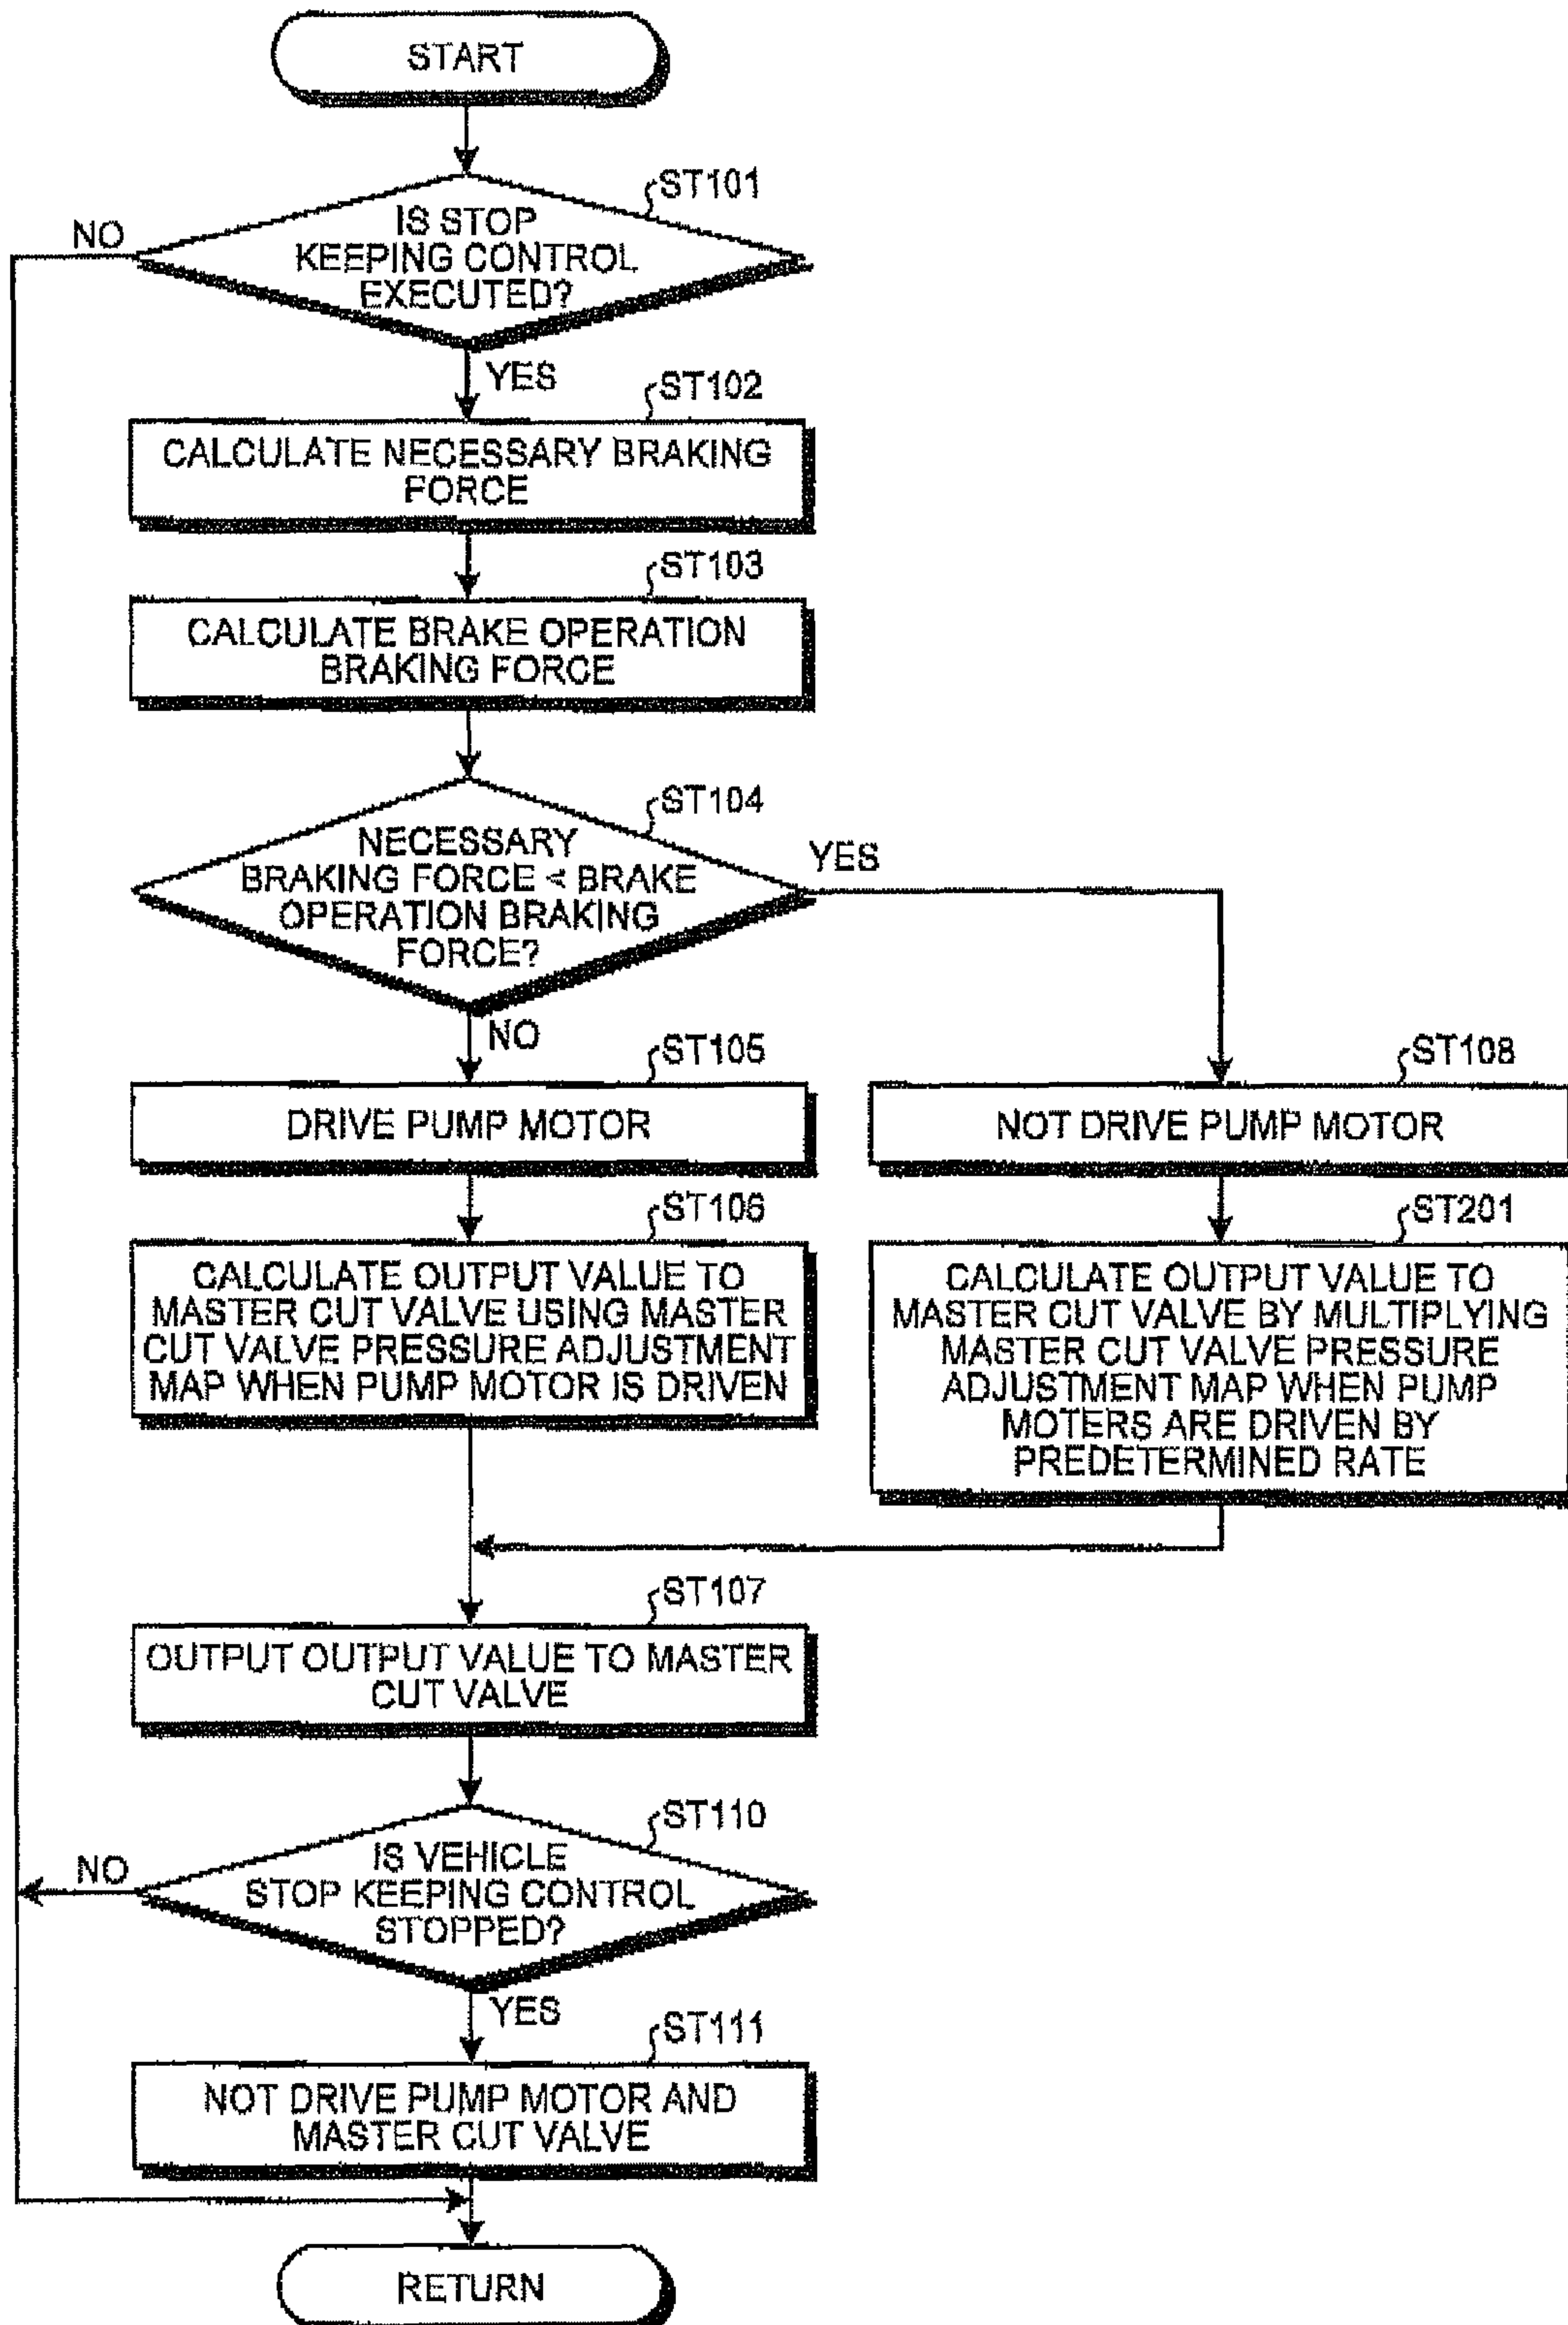 START
ST101
NO
IS STOP
KEEPING CONTROL
EXECUTED?
YES
ST102
CALCULATE NECESSARY BRAKING
FORCE
ST103
CALCULATE BRAKE OPERATION
BRAKING FORCE
ST104
NECESSARY
BRAKING FORCE < BRAKE
OPERATION BRAKING
FORCE?
YES
NO
ST105
DRIVE PUMP MOTOR
ST108
NOT DRIVE PUMP MOTOR
ST106
CALCULATE OUTPUT VALUE TO
MASTER CUT VALVE USING MASTER
CUT VALVE PRESSURE ADJUSTMENT
MAP WHEN PUMP MOTOR IS DRIVEN
ST201
CALCULATE OUTPUT VALUE TO
MASTER CUT VALVE BY MULTIPLYING
MASTER CUT VALVE PRESSURE
ADJUSTMENT MAP WHEN PUMP
MOTERS ARE DRIVEN BY
PREDETERMINED RATE
ST107
OUTPUT OUTPUT VALUE TO MASTER
CUT VALVE
ST110
NO
IS VEHICLE
STOP KEEPING CONTROL
STOPPED?
YES
ST111
NOT DRIVE PUMP MOTOR AND
MASTER CUT VALVE
RETURN